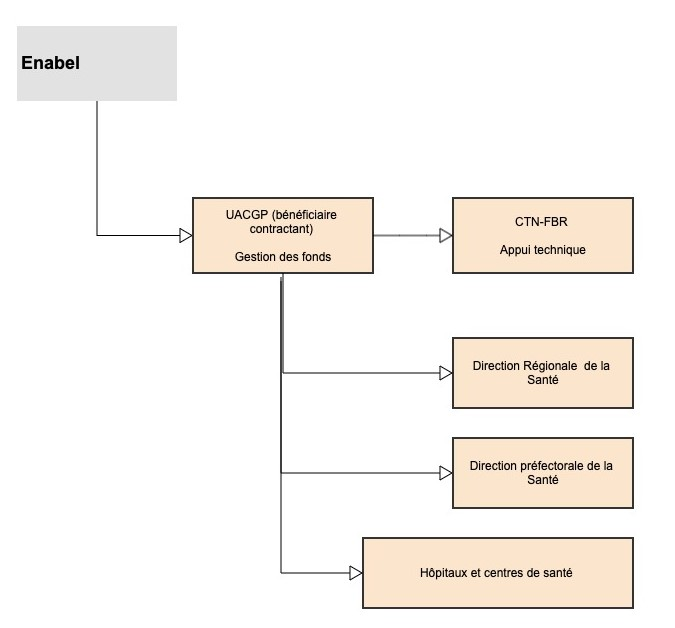 Enabel
UACGP (bénéficiaire
contractant)
Gestion des fonds
CTN-FBR
Appui technique
Direction Régionale de la
Santé
Direction préfectorale de la
Santé
Hôpitaux et centres de santé